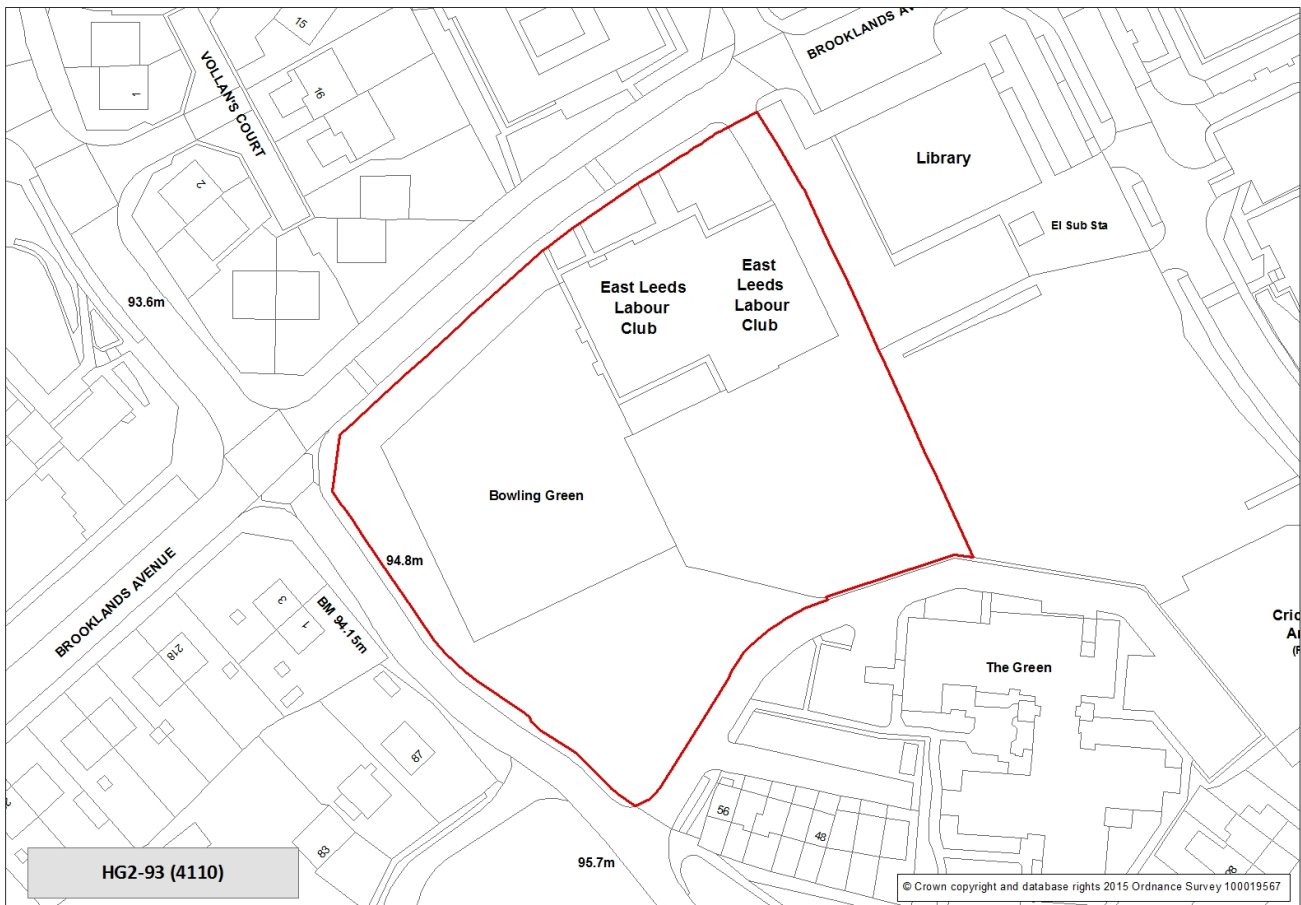 15
BROOKLANDS AV
VOLLAN'S COURT
1
16
Library
2
El Sub Sta
East Leeds
Labour
Club
East
Leeds
Labour
Club
93.6m
Bowling Green
94.8m
BROOKLANDS AVENUE
3
1
BM 94.15m
218
Cric
The Green
87
56
48
83
95.7m
HG2-93 (4110)
© Crown copyright and database rights 2015 Ordnance Survey 100019567